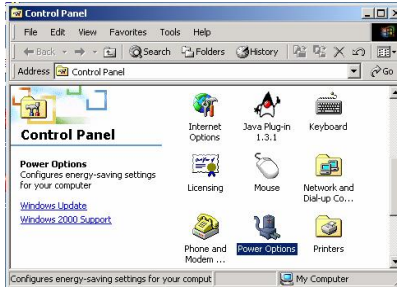 Control Panel
File Edit View Favorites Tools Help
Back Search Folders History
Address Control Panel Go
Control Panel
Power Options
Configures energy-saving settings
for your computer
Windows Update
Windows 2000 Support
Internet
Options
Java Plug-in
1.3.1
Keyboard
Licensing
Mouse
Network and
Dial-up Co...
Phone and
Modem ...
Power Options
Printers
Configures energy-saving settings for your comput
My Computer